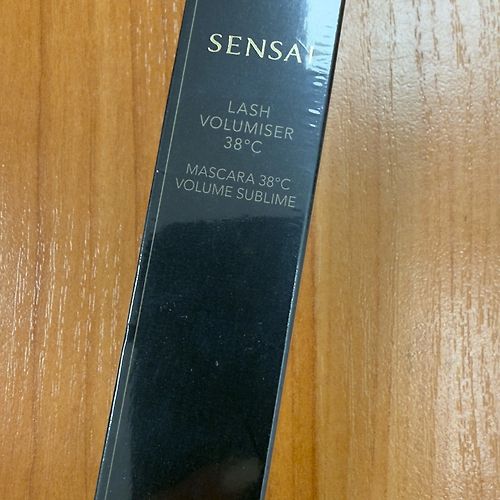 SENSAI
LASH
VOLUMISER
38°C
MASCARA 38°C
VOLUME SUBLIME